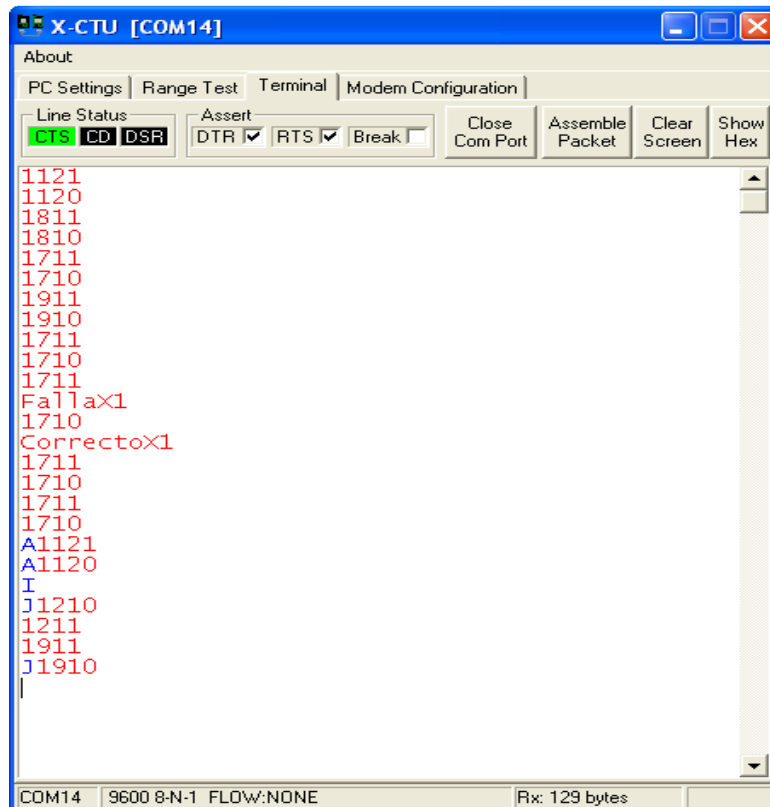 X-CTU [COM14]
About
PC Settings Range Test Terminal Modem Configuration
Line Status Assert
CTS CD DSR DTR RTS Break
Close Com Port
Assemble Packet
Clear Screen
Show Hex
1121
1120
1811
1810
1711
1710
1911
1910
1711
1710
1711
FallaX1
1710
CorrectoX1
1711
1710
1711
1710
A1121
A1120
I
J1210
1211
1911
J1910
COM14 9600 8-N-1 FLOW:NONE Rx: 129 bytes